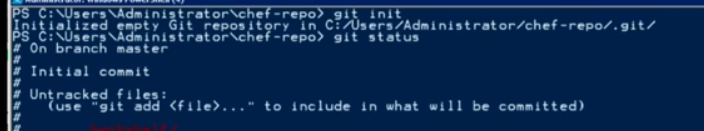 PS C:\Users\Administrator\chef-repo> git init
Initialized empty Git repository in C:/Users/Administrator/chef-repo/.git/
PS C:\Users\Administrator\chef-repo> git status
# On branch master
#
# Initial commit
#
# Untracked files:
#   (use "git add <file>..." to include in what will be committed)
#
#